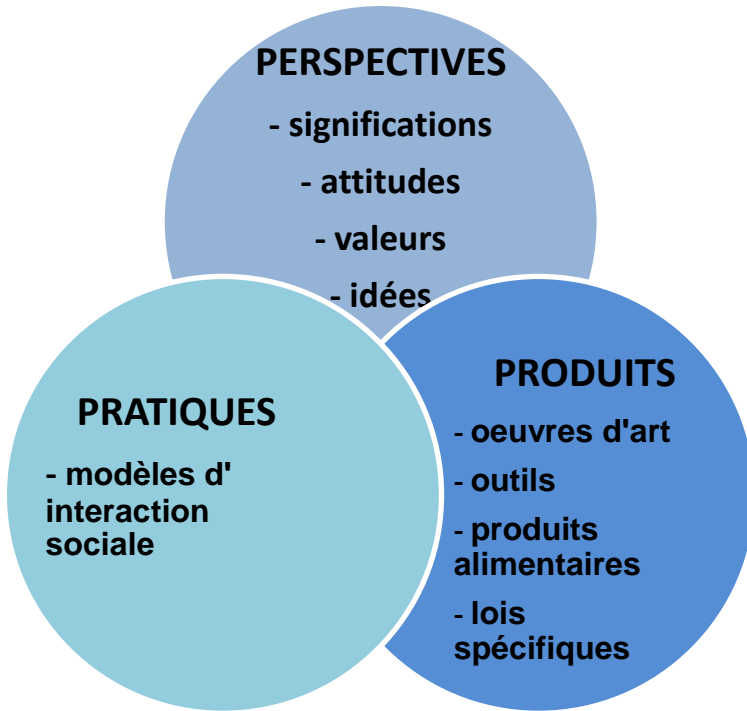 PERSPECTIVES
- significations
- attitudes
- valeurs
- idées
PRATIQUES
- modèles d'
interaction
sociale
PRODUITS
- oeuvres d'art
- outils
- produits
alimentaires
- lois
spécifiques